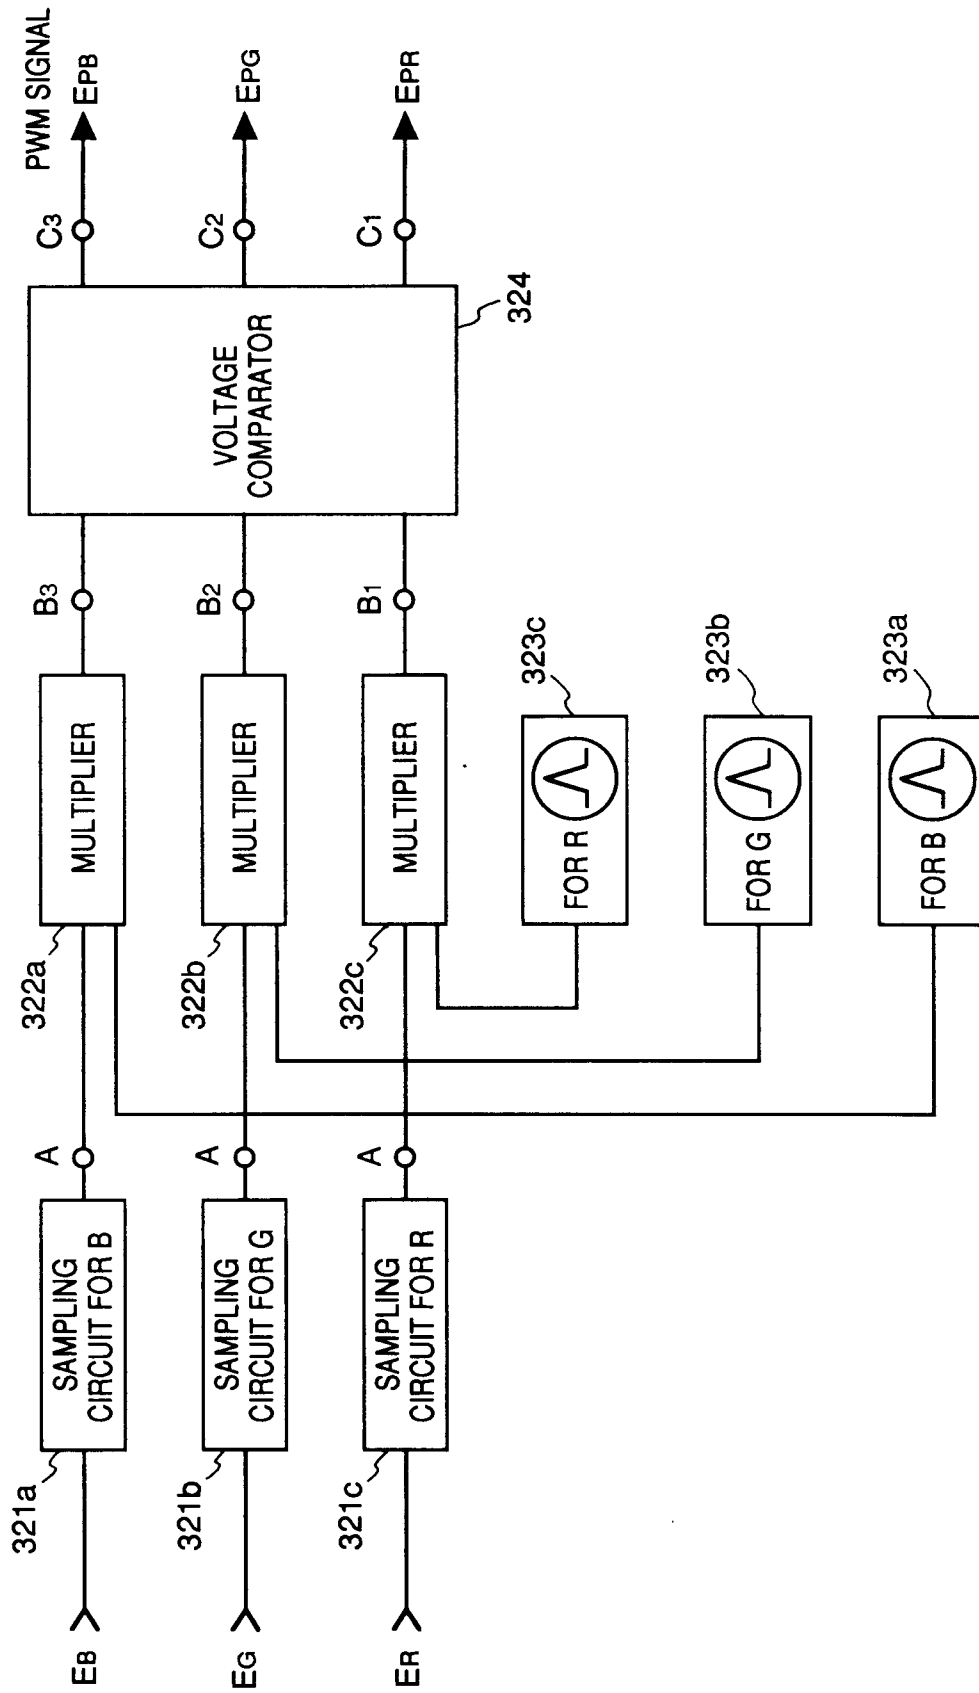 PWM SIGNAL
EB
321a
SAMPLING
CIRCUIT FOR B
A
322a
MULTIPLIER
B3
C3
EPB
EG
321b
SAMPLING
CIRCUIT FOR G
A
322b
MULTIPLIER
B2
VOLTAGE
COMPARATOR
C2
EPG
ER
321c
SAMPLING
CIRCUIT FOR R
A
322c
MULTIPLIER
B1
324
C1
EPR
FOR R
323c
FOR G
323b
FOR B
323a